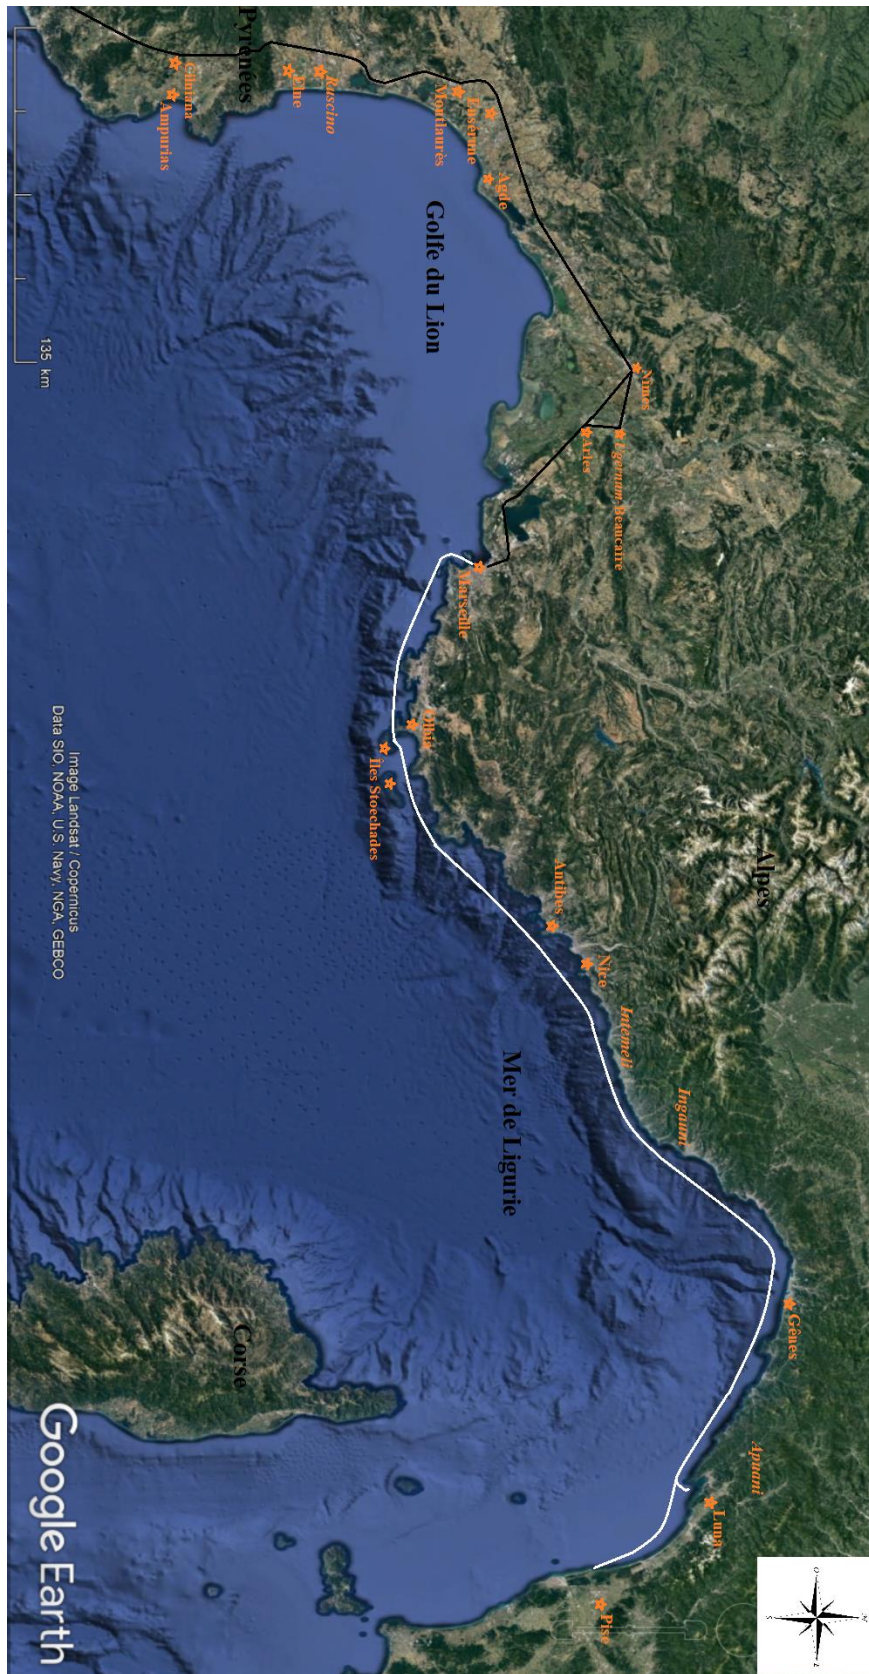 N
O
E
S
Gênes
Alpes
Apuani
Luna
Ingauni
Nîmes
Intemeli
Ugernum, Beaucaire
Nice
Pise
Arles
Antibes
Mer de Ligurie
Agde
Ensérune
Montlaurès
Marseille
Golfe du Lion
Olbia
Îles Stoechades
Ruscino
Elne
Pyrénées
Corse
Cilniana
Ampurias
Image Landsat / Copernicus
Data SIO, NOAA, U.S. Navy, NGA, GEBCO
135 km
Google Earth